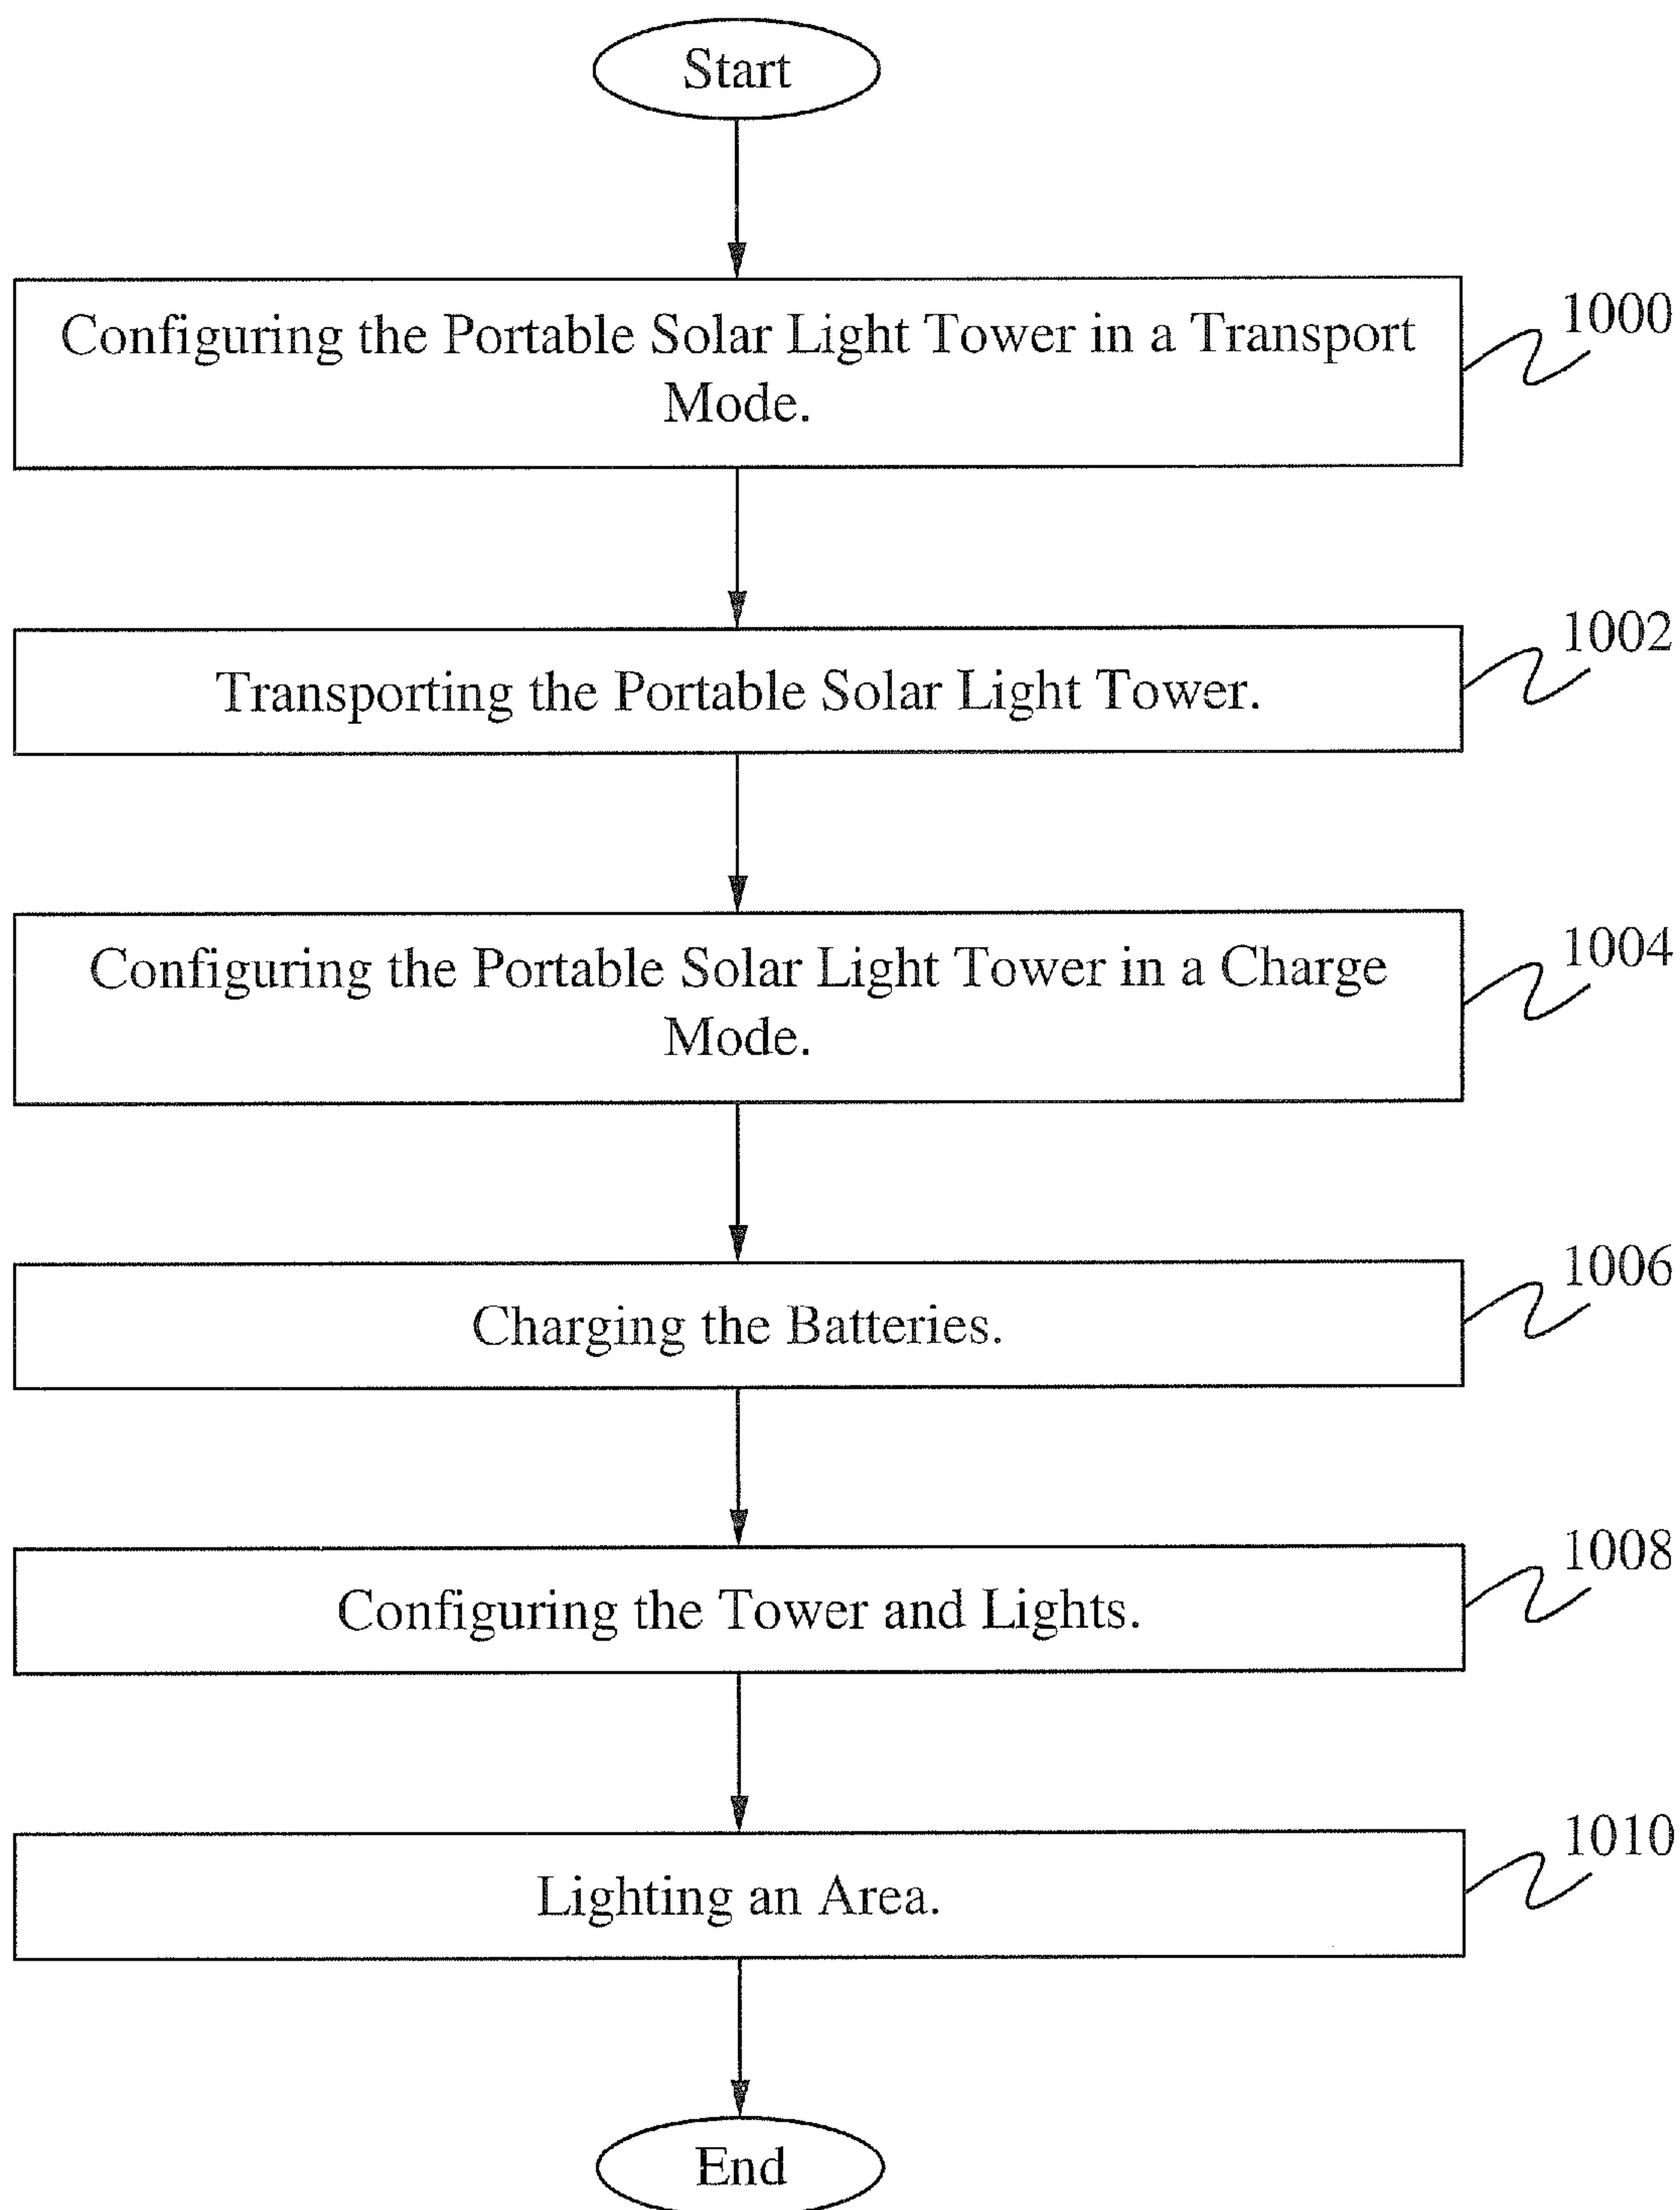 Start
Configuring the Portable Solar Light Tower in a Transport
Mode.
1000
Transporting the Portable Solar Light Tower.
1002
Configuring the Portable Solar Light Tower in a Charge
Mode.
1004
Charging the Batteries.
1006
Configuring the Tower and Lights.
1008
Lighting an Area.
1010
End